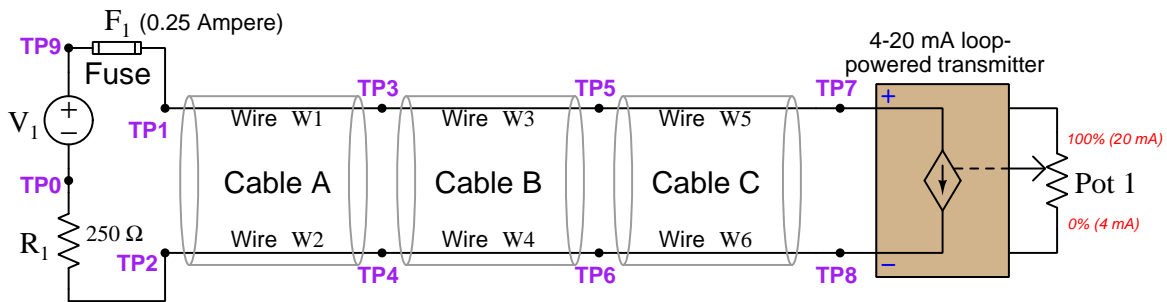 F1 (0.25 Ampere)
TP9
Fuse
4-20 mA loop-
powered transmitter
TP3
TP5
TP7
+
V1
+
−
TP1
Wire W1
Wire W3
Wire W5
100% (20 mA)
TP0
Cable A
Cable B
Cable C
Pot 1
0% (4 mA)
R1
250 Ω
TP2
Wire W2
Wire W4
Wire W6
−
TP4
TP6
TP8